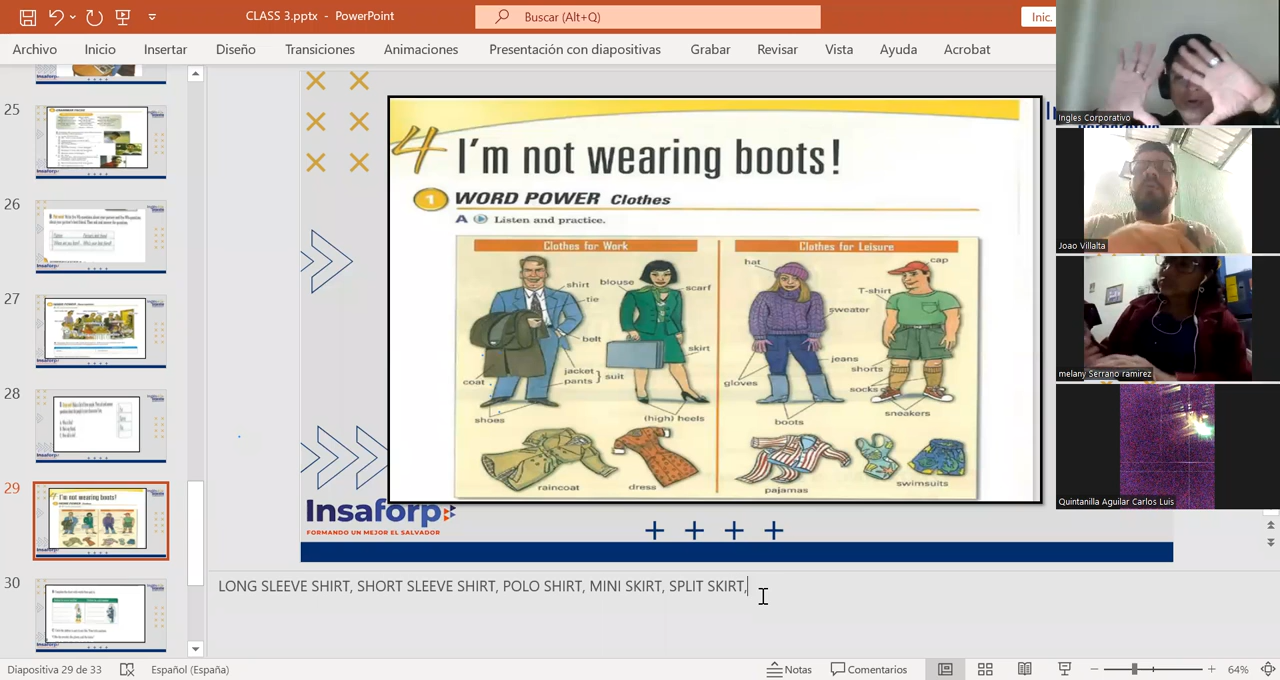 CLASS 3.pptx - PowerPoint
Buscar (Alt+Q)
Inic.
Archivo Inicio Insertar Diseño Transiciones Animaciones Presentación con diapositivas Grabar Revisar Vista Ayuda Acrobat
25
26
27
28
29
30
I'm not wearing boots!
4 I'm not wearing boots!
1 WORD POWER Clothes
A Listen and practice.
Clothes for Work
Clothes for Leisure
shirt
blouse
scarf
tie
belt
skirt
jacket
pants
suit
coat
shoes
(high) heels
raincoat
dress
hat
cap
T-shirt
sweater
jeans
shorts
gloves
socks
boots
sneakers
pajamas
swimsuits
Insaforp
FORMANDO UN MEJOR EL SALVADOR
Ingles Corporativo
Joao Villalta
melany Serrano ramirez
Quintanilla Aguilar Carlos Luis
LONG SLEEVE SHIRT, SHORT SLEEVE SHIRT, POLO SHIRT, MINI SKIRT, SPLIT SKIRT,
Diapositiva 29 de 33 Español (España) Notas Comentarios 64%